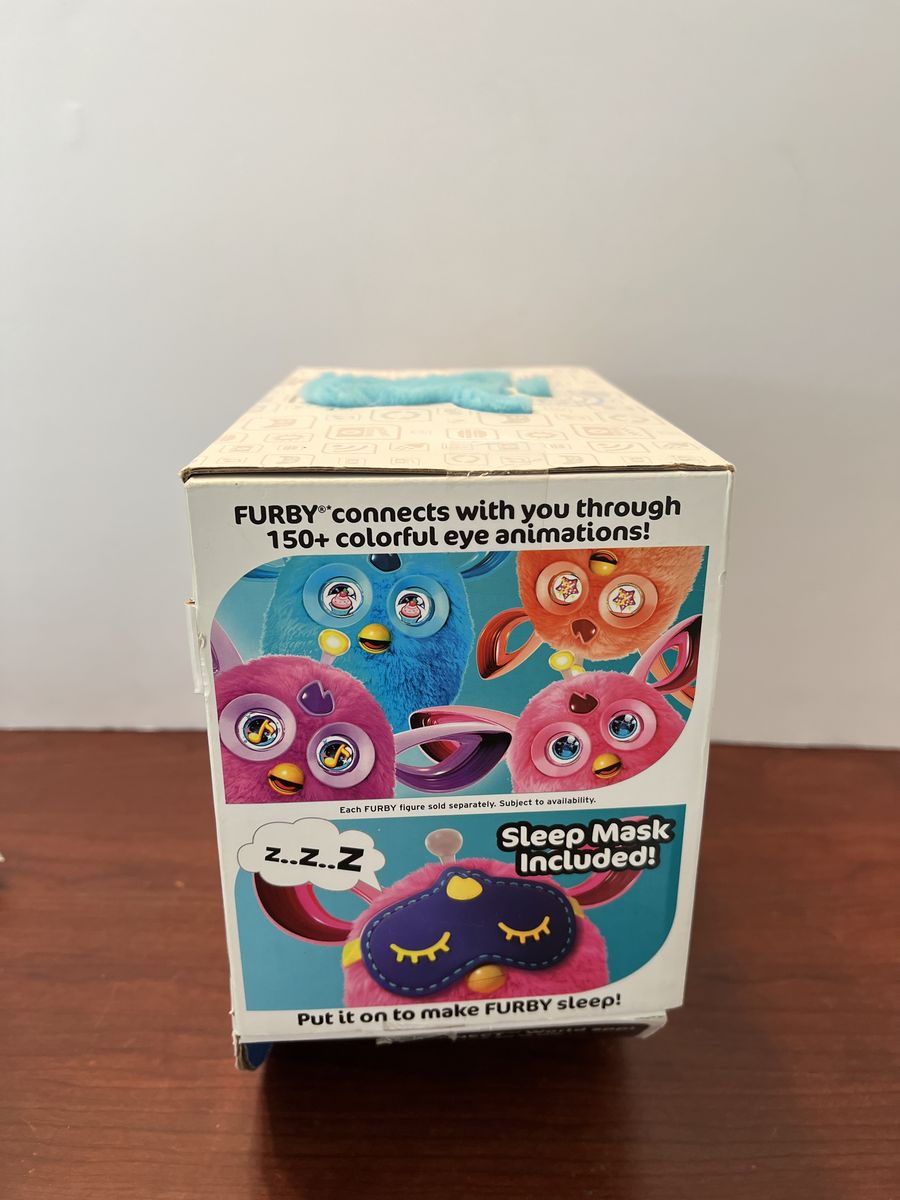 FURBY®* connects with you through
150+ colorful eye animations!
Each FURBY figure sold separately. Subject to availability.
z..z..z
Sleep Mask
Included!
Put it on to make FURBY sleep!